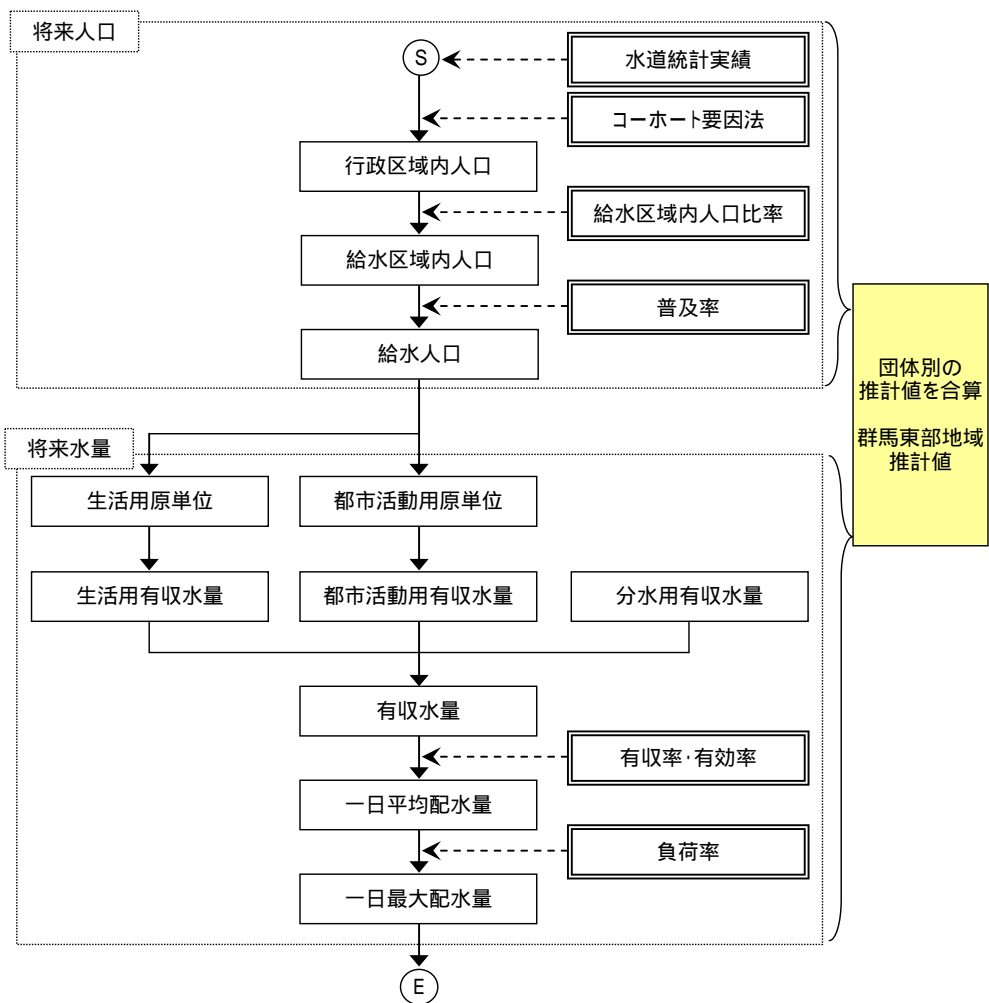 将来人口
S
水道統計実績
コーホート要因法
行政区域内人口
給水区域内人口比率
給水区域内人口
普及率
給水人口
団体別の
推計値を合算
群馬東部地域
推計値
将来水量
生活用原単位
都市活動用原単位
生活用有収水量
都市活動用有収水量
分水用有収水量
有収水量
有収率・有効率
一日平均配水量
負荷率
一日最大配水量
E